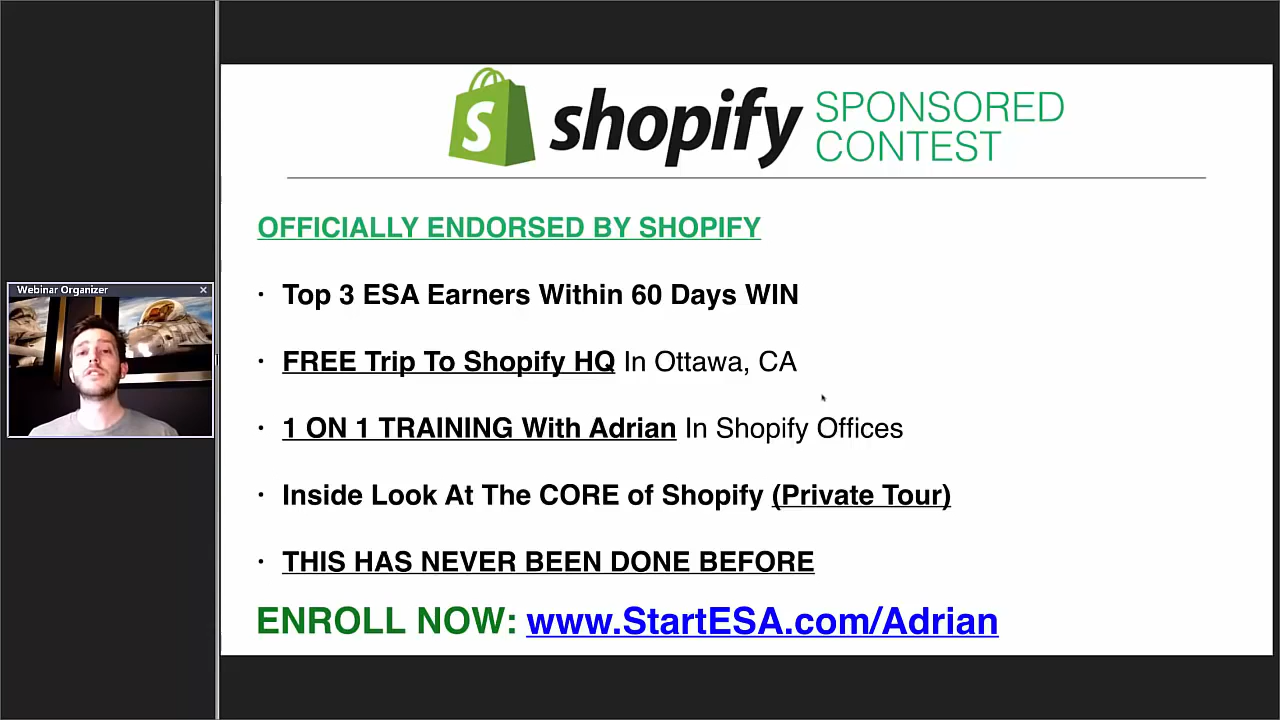 shopify SPONSORED
CONTEST
OFFICIALLY ENDORSED BY SHOPIFY
Webinar Organizer
· Top 3 ESA Earners Within 60 Days WIN
· FREE Trip To Shopify HQ In Ottawa, CA
· 1 ON 1 TRAINING With Adrian In Shopify Offices
· Inside Look At The CORE of Shopify (Private Tour)
· THIS HAS NEVER BEEN DONE BEFORE
ENROLL NOW: www.StartESA.com/Adrian